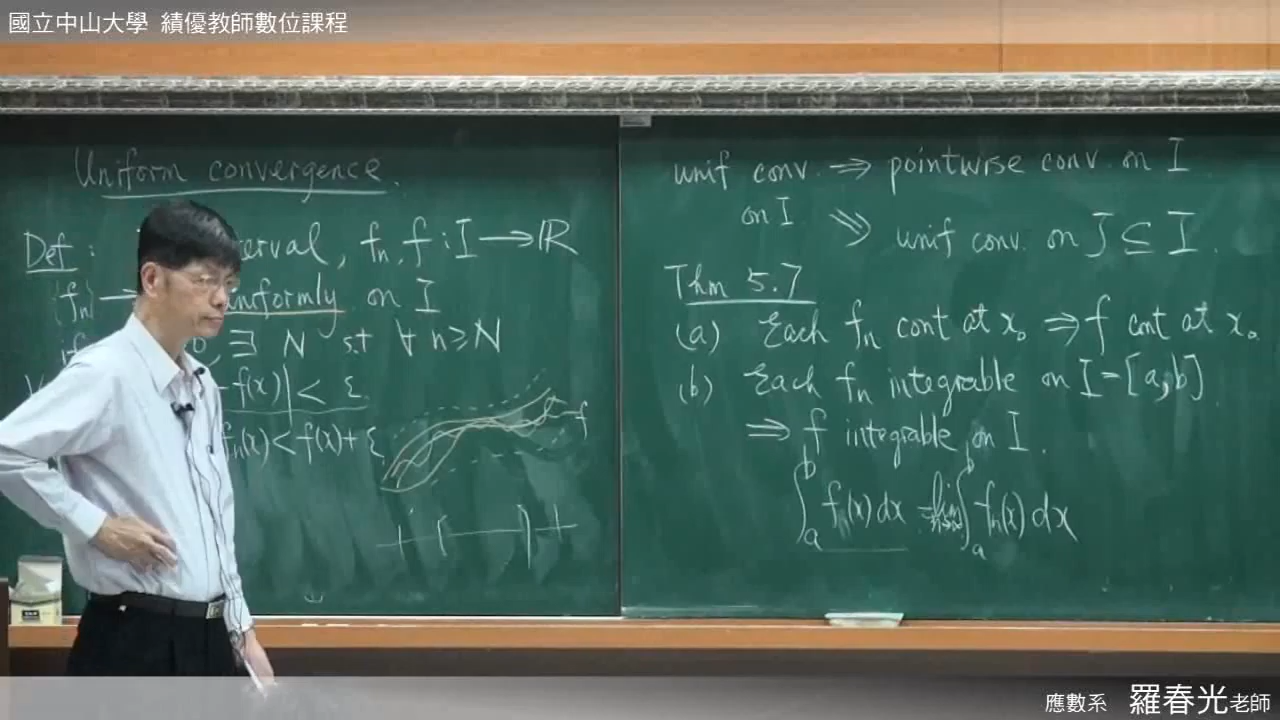 國立中山大學 績優教師數位課程
Uniform convergence.
Def: interval, fn, f : I → ℝ
{fn} → uniformly on I
if , ∃ N s.t ∀ n ≥ N
f(x)| < ε
fn(x) < f(x) + ε
f
unif conv. ⇒ pointwise conv. on I
on I ⇒ unif conv. on J ⊆ I.
Thm 5.7
(a) Each fn cont at x₀ ⇒ f cont at x₀
(b) Each fn integrable on I = [a, b]
⇒ f integrable on I.
∫ₐᵇ f(x) dx = lim ∫ₐᵇ fn(x) dx
應數系 羅春光老師